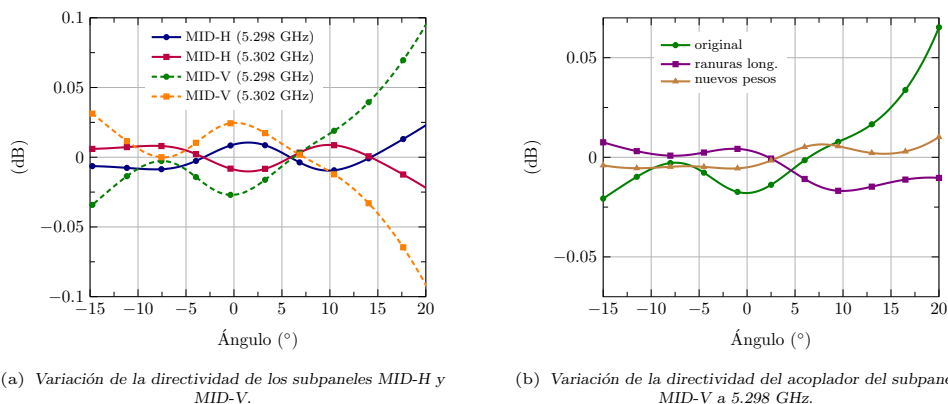 0.1
0.05
0
−0.05
−0.1
(dB)
MID-H (5.298 GHz)
MID-H (5.302 GHz)
MID-V (5.298 GHz)
MID-V (5.302 GHz)
−15 −10 −5 0 5 10 15 20
Ángulo (°)
(a) Variación de la directividad de los subpaneles MID-H y
MID-V.
0.05
0
−0.05
(dB)
original
ranuras long.
nuevos pesos
−15 −10 −5 0 5 10 15 20
Ángulo (°)
(b) Variación de la directividad del acoplador del subpane
MID-V a 5.298 GHz.